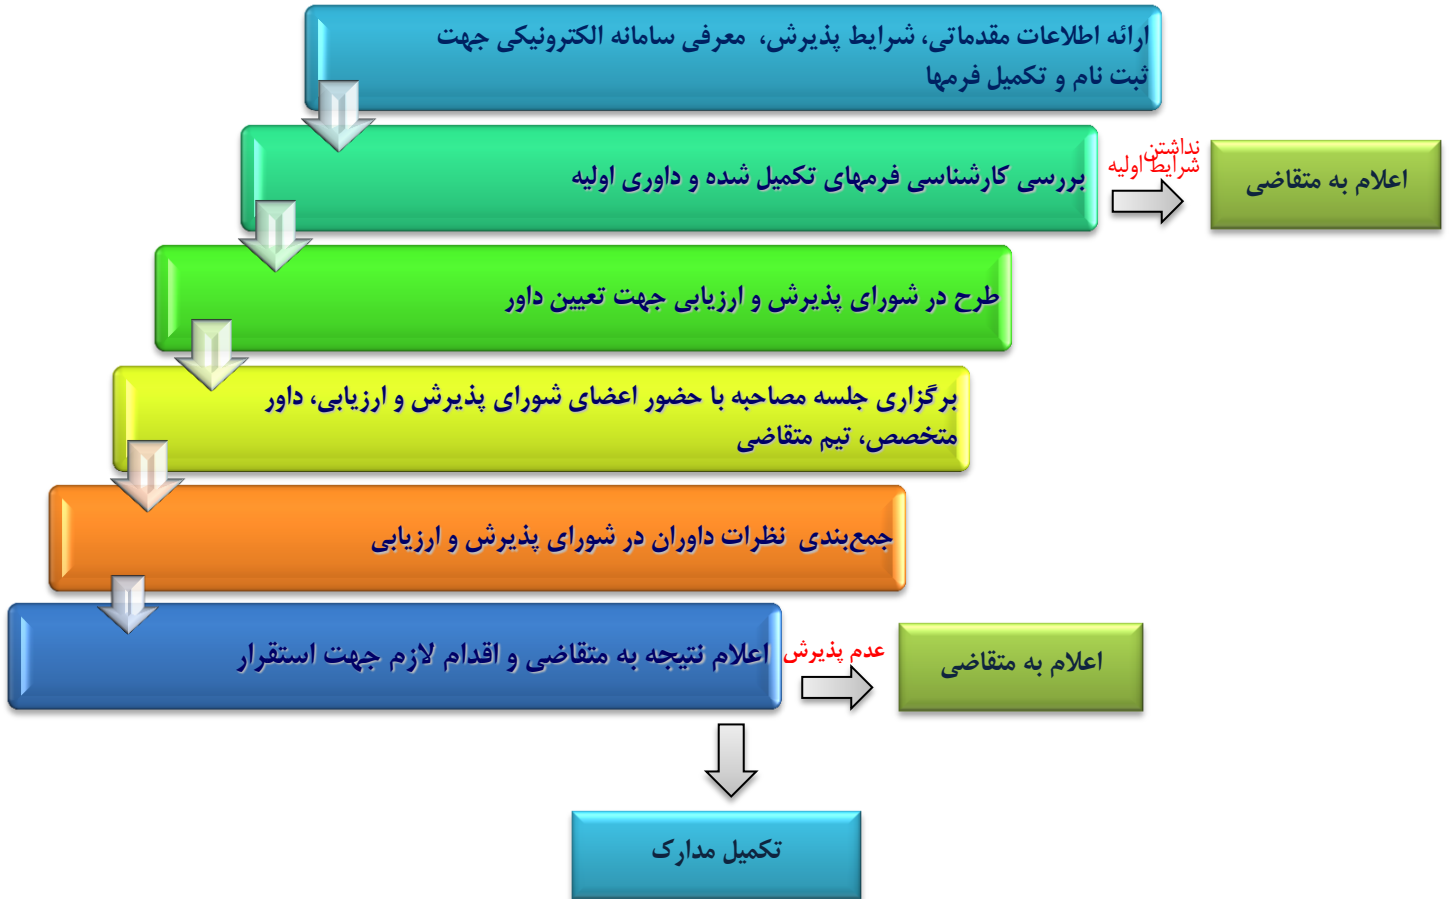 ارائه اطلاعات مقدماتی، شرایط پذیرش، معرفی سامانه الکترونیکی جهت
ثبت نام و تکمیل فرمها
بررسی کارشناسی فرمهای تکمیل شده و داوری اولیه
نداشتن
شرایط اولیه
اعلام به متقاضی
طرح در شورای پذیرش و ارزیابی جهت تعیین داور
برگزاری جلسه مصاحبه با حضور اعضای شورای پذیرش و ارزیابی، داور
متخصص، تیم متقاضی
جمع‌بندی نظرات داوران در شورای پذیرش و ارزیابی
اعلام نتیجه به متقاضی و اقدام لازم جهت استقرار
عدم پذیرش
اعلام به متقاضی
تکمیل مدارک